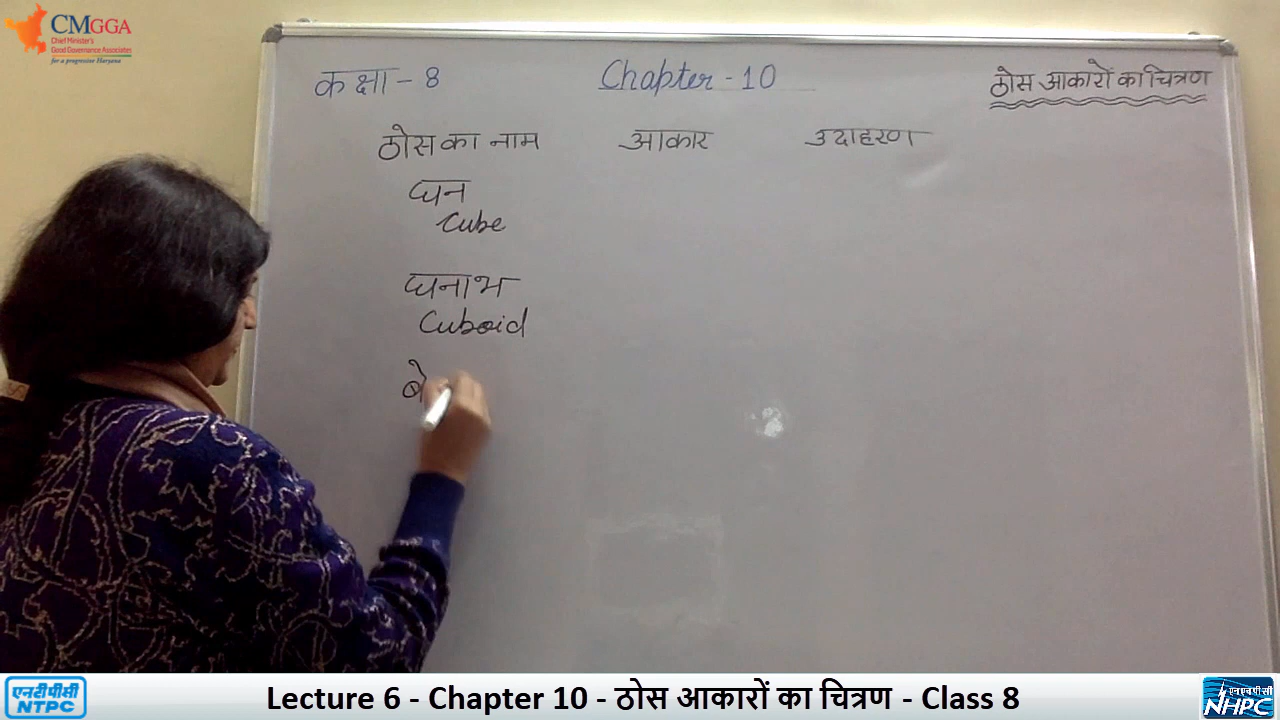 CMGGA
Chief Minister's
Good Governance Associates
for a progressive Haryana
कक्षा - 8 Chapter - 10 ठोस आकारों का चित्रण
ठोस का नाम आकार उदाहरण
घन
Cube
घनाभ
Cuboid
बे
एनटीपीसी
NTPC
Lecture 6 - Chapter 10 - ठोस आकारों का चित्रण - Class 8
एनएचपीसी
NHPC